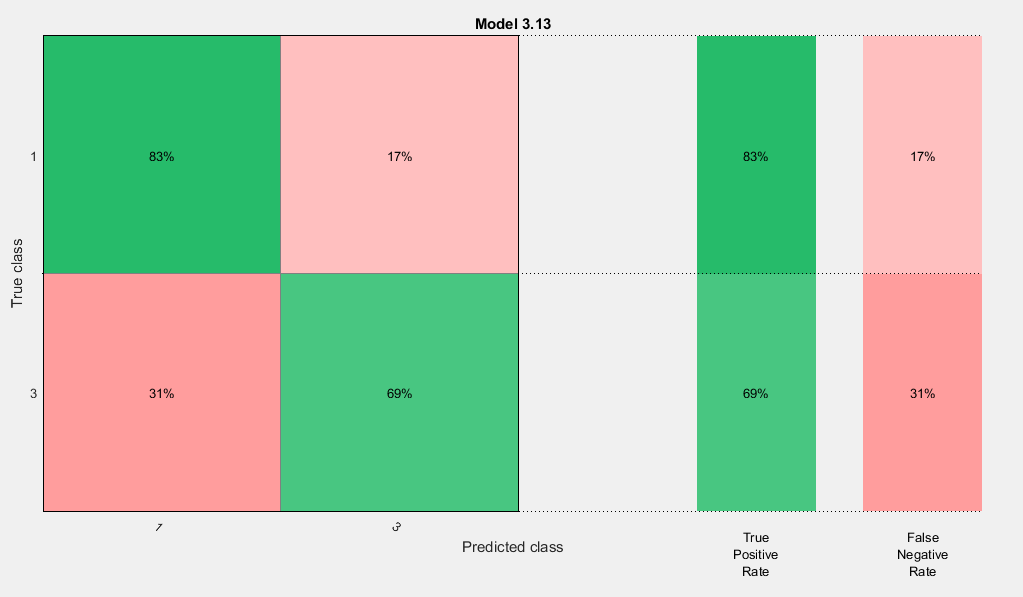 Model 3.13
1
83%
17%
83%
17%
True class
3
31%
69%
69%
31%
1
3
Predicted class
True
Positive
Rate
False
Negative
Rate